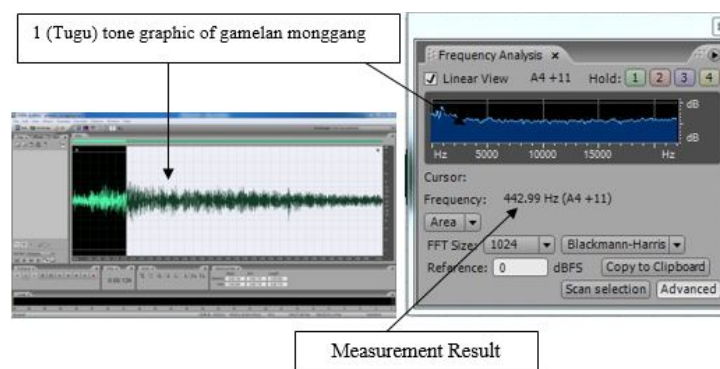 1 (Tugu) tone graphic of gamelan monggang
Frequency Analysis x
Linear View A4 +11 Hold: 1 2 3 4
dB
dB
Hz 5000 10000 15000 Hz
Cursor:
Frequency: 442.99 Hz (A4 +11)
Area
FFT Size: 1024 Blackmann-Harris
Reference: 0 dBFS Copy to Clipboard
Scan selection Advanced
Measurement Result